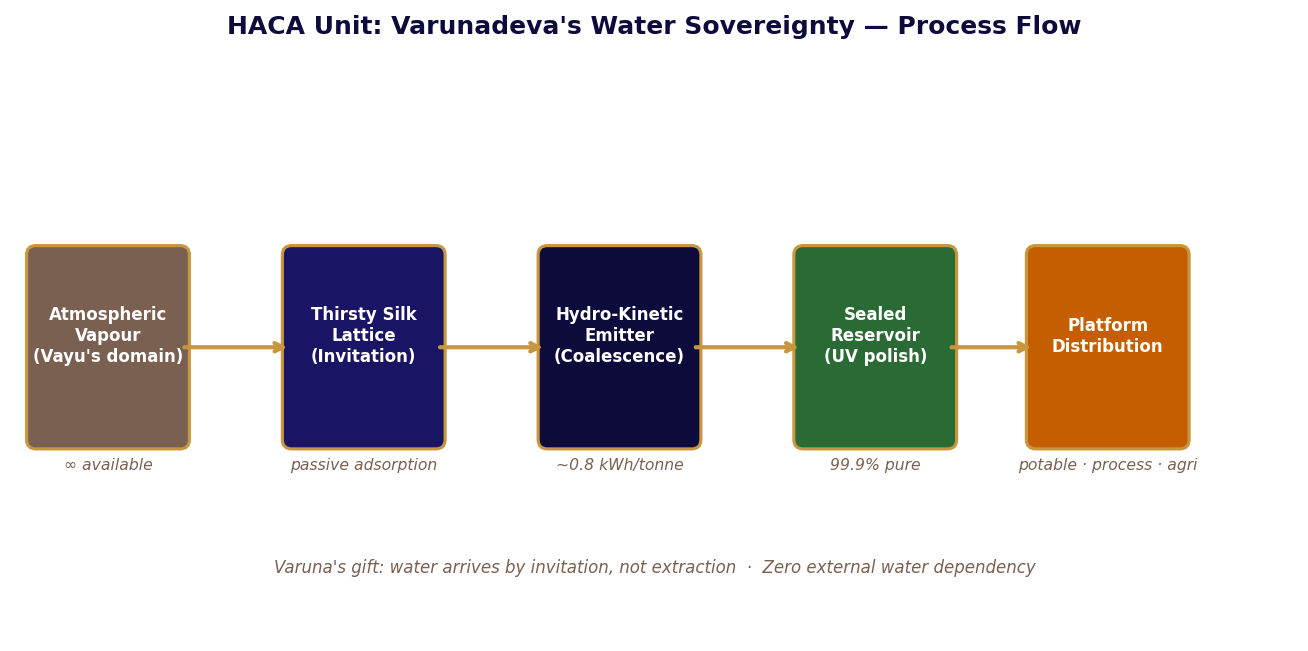 HACA Unit: Varunadeva's Water Sovereignty — Process Flow
Atmospheric
Vapour
(Vayu's domain)
Thirsty Silk
Lattice
(Invitation)
Hydro-Kinetic
Emitter
(Coalescence)
Sealed
Reservoir
(UV polish)
Platform
Distribution
∞ available
passive adsorption
~0.8 kWh/tonne
99.9% pure
potable · process · agri
Varuna's gift: water arrives by invitation, not extraction · Zero external water dependency